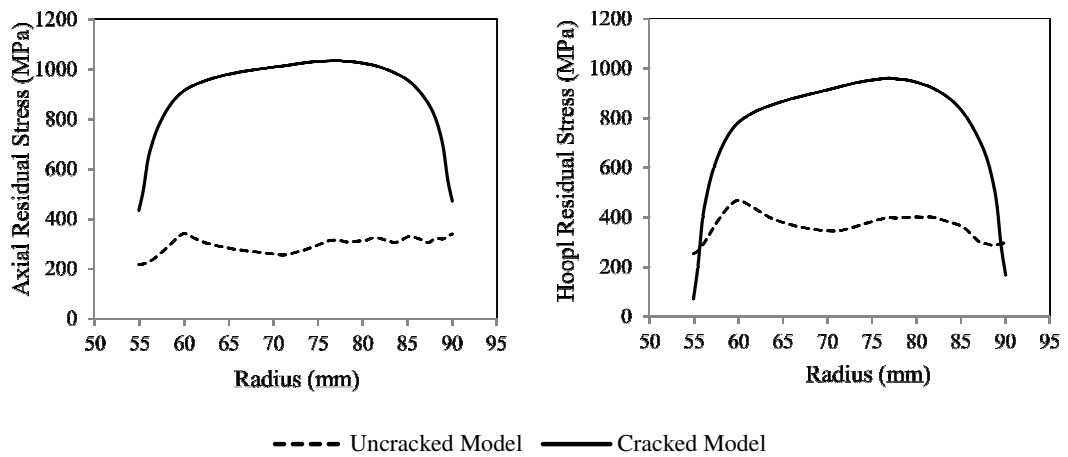 Axial Residual Stress (MPa)
1200
1000
800
600
400
200
0
50 55 60 65 70 75 80 85 90 95
Radius (mm)
Hoopl Residual Stress (MPa)
1200
1000
800
600
400
200
0
50 55 60 65 70 75 80 85 90 95
Radius (mm)
Uncracked Model Cracked Model